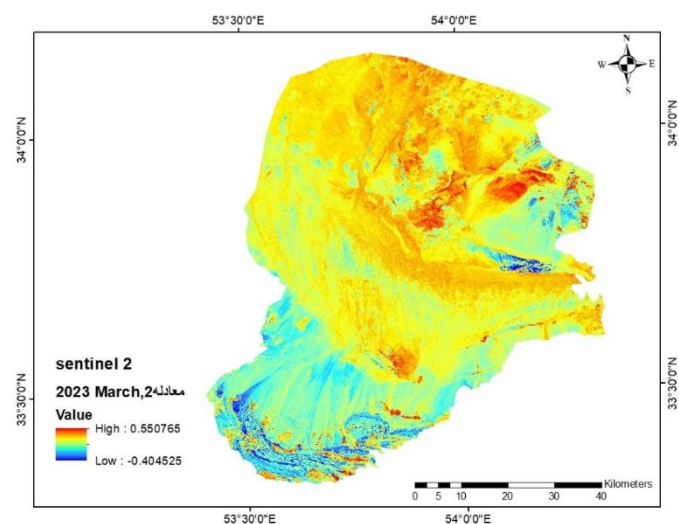 53°30'0"E 54°0'0"E
N
W E
S
34°0'0"N 34°0'0"N
sentinel 2
2023 March,2معادله
Value
High : 0.550765
Low : -0.404525
33°30'0"N 33°30'0"N
Kilometers
0 5 10 20 30 40
53°30'0"E 54°0'0"E